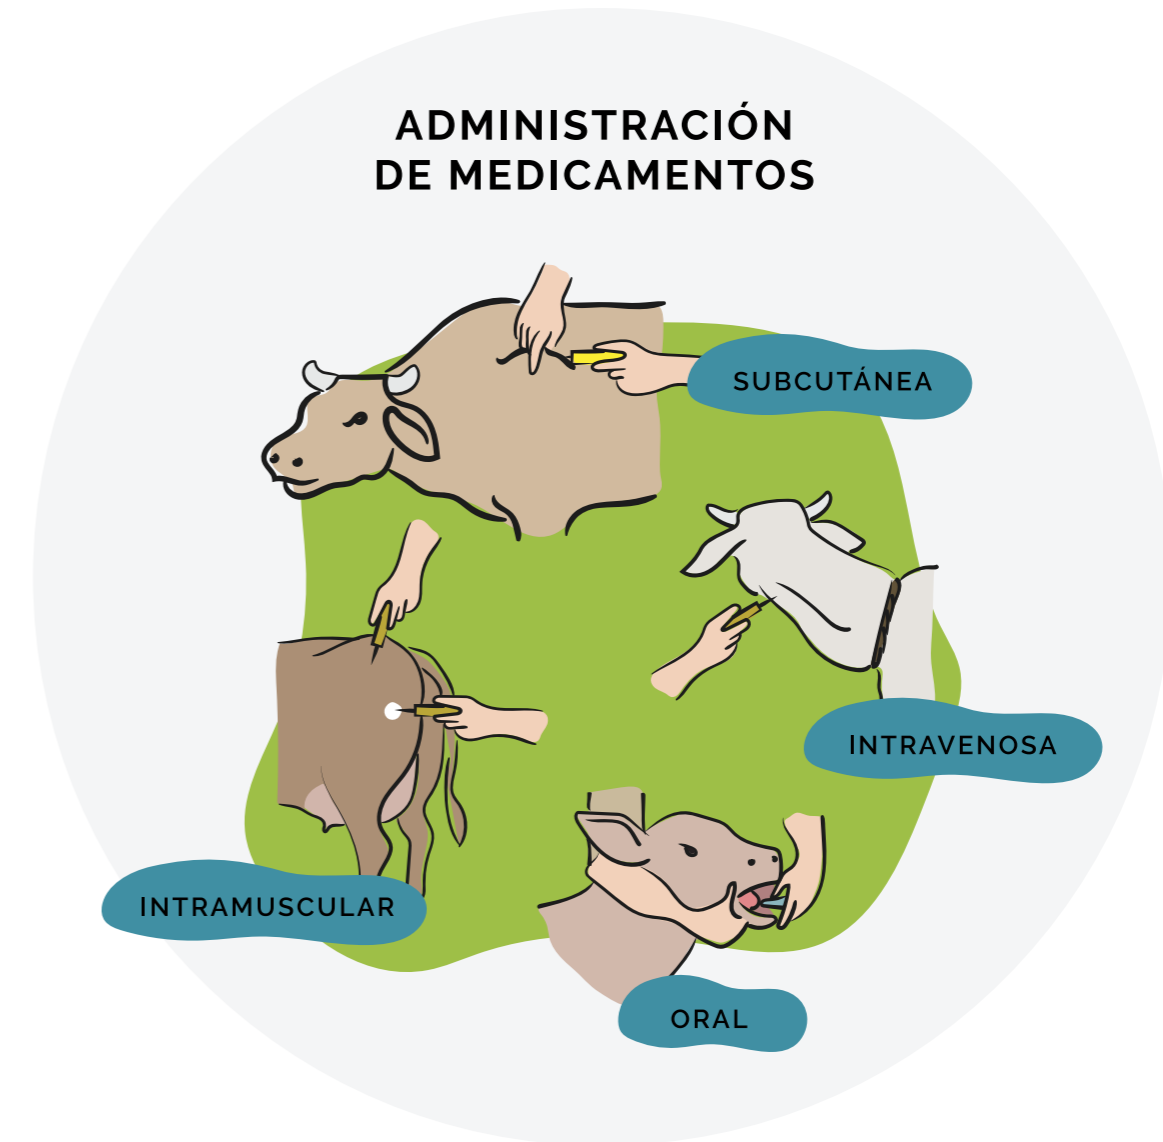 ADMINISTRACIÓN
DE MEDICAMENTOS
SUBCUTÁNEA
INTRAVENOSA
INTRAMUSCULAR
ORAL